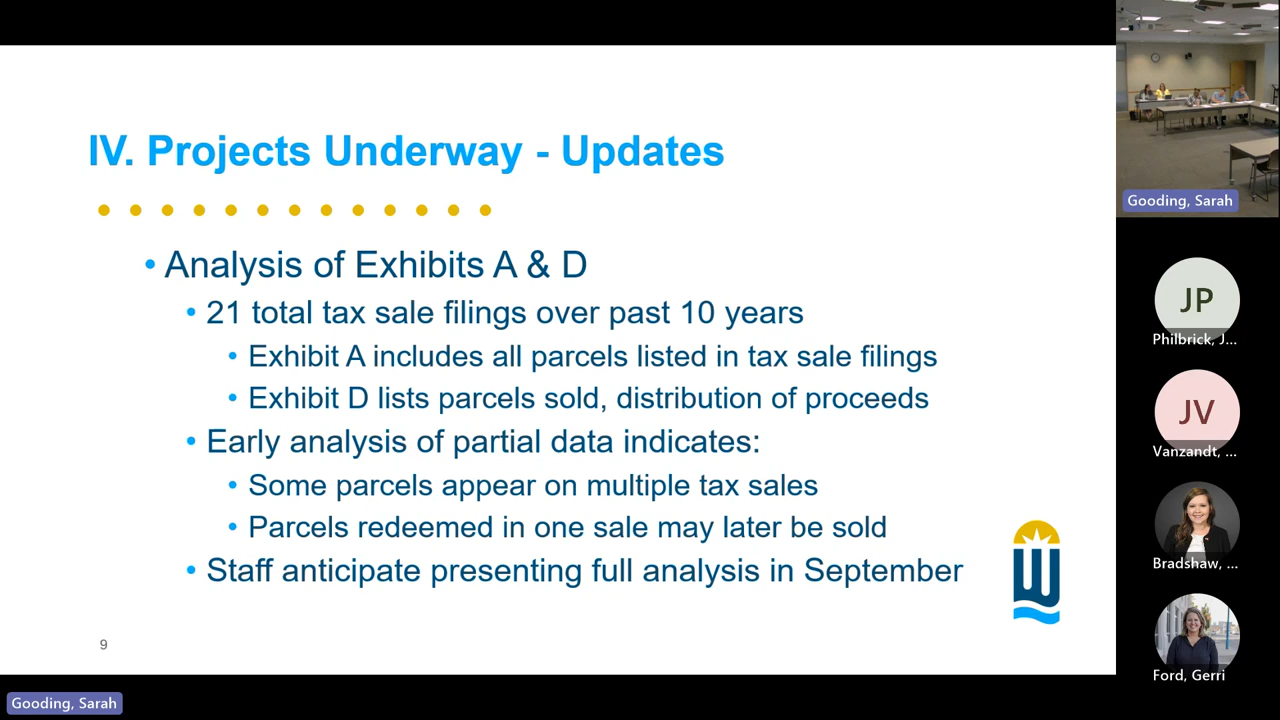 IV. Projects Underway - Updates
• Analysis of Exhibits A & D
• 21 total tax sale filings over past 10 years
• Exhibit A includes all parcels listed in tax sale filings
• Exhibit D lists parcels sold, distribution of proceeds
• Early analysis of partial data indicates:
• Some parcels appear on multiple tax sales
• Parcels redeemed in one sale may later be sold
• Staff anticipate presenting full analysis in September
9
W
Gooding, Sarah
Gooding, Sarah
JP
Philbrick, J...
JV
Vanzandt, ...
Bradshaw, ...
Ford, Gerri